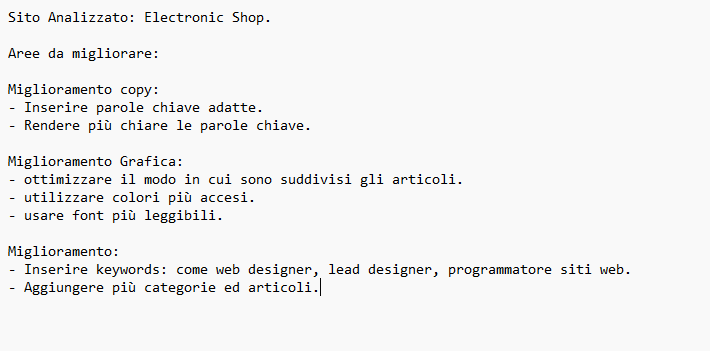 Sito Analizzato: Electronic Shop.
Aree da migliorare:
Miglioramento copy:
- Inserire parole chiave adatte.
- Rendere più chiare le parole chiave.
Miglioramento Grafica:
- ottimizzare il modo in cui sono suddivisi gli articoli.
- utilizzare colori più accesi.
- usare font più leggibili.
Miglioramento:
- Inserire keywords: come web designer, lead designer, programmatore siti web.
- Aggiungere più categorie ed articoli.